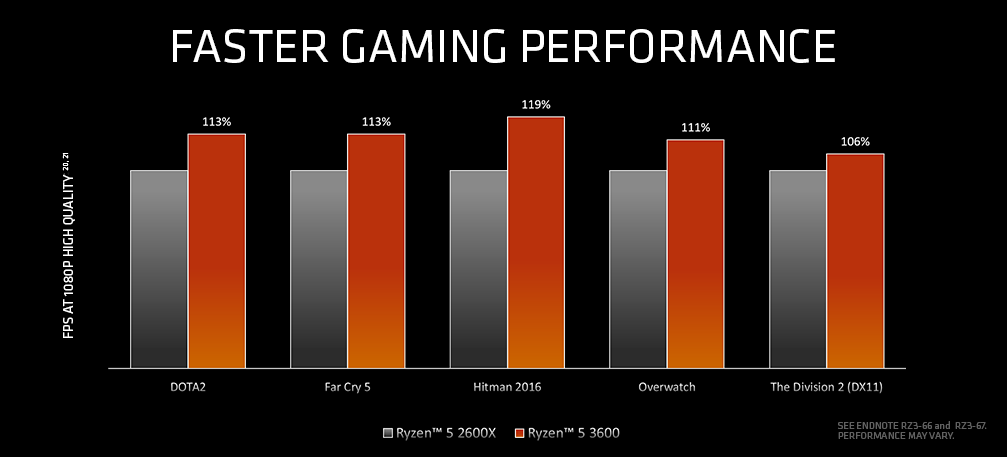 FASTER GAMING PERFORMANCE
FPS AT 1080P HIGH QUALITY 20, 21
113%
113%
119%
111%
106%
DOTA2
Far Cry 5
Hitman 2016
Overwatch
The Division 2 (DX11)
Ryzen™ 5 2600X
Ryzen™ 5 3600
SEE ENDNOTE RZ3-66 and RZ3-67.
PERFORMANCE MAY VARY.